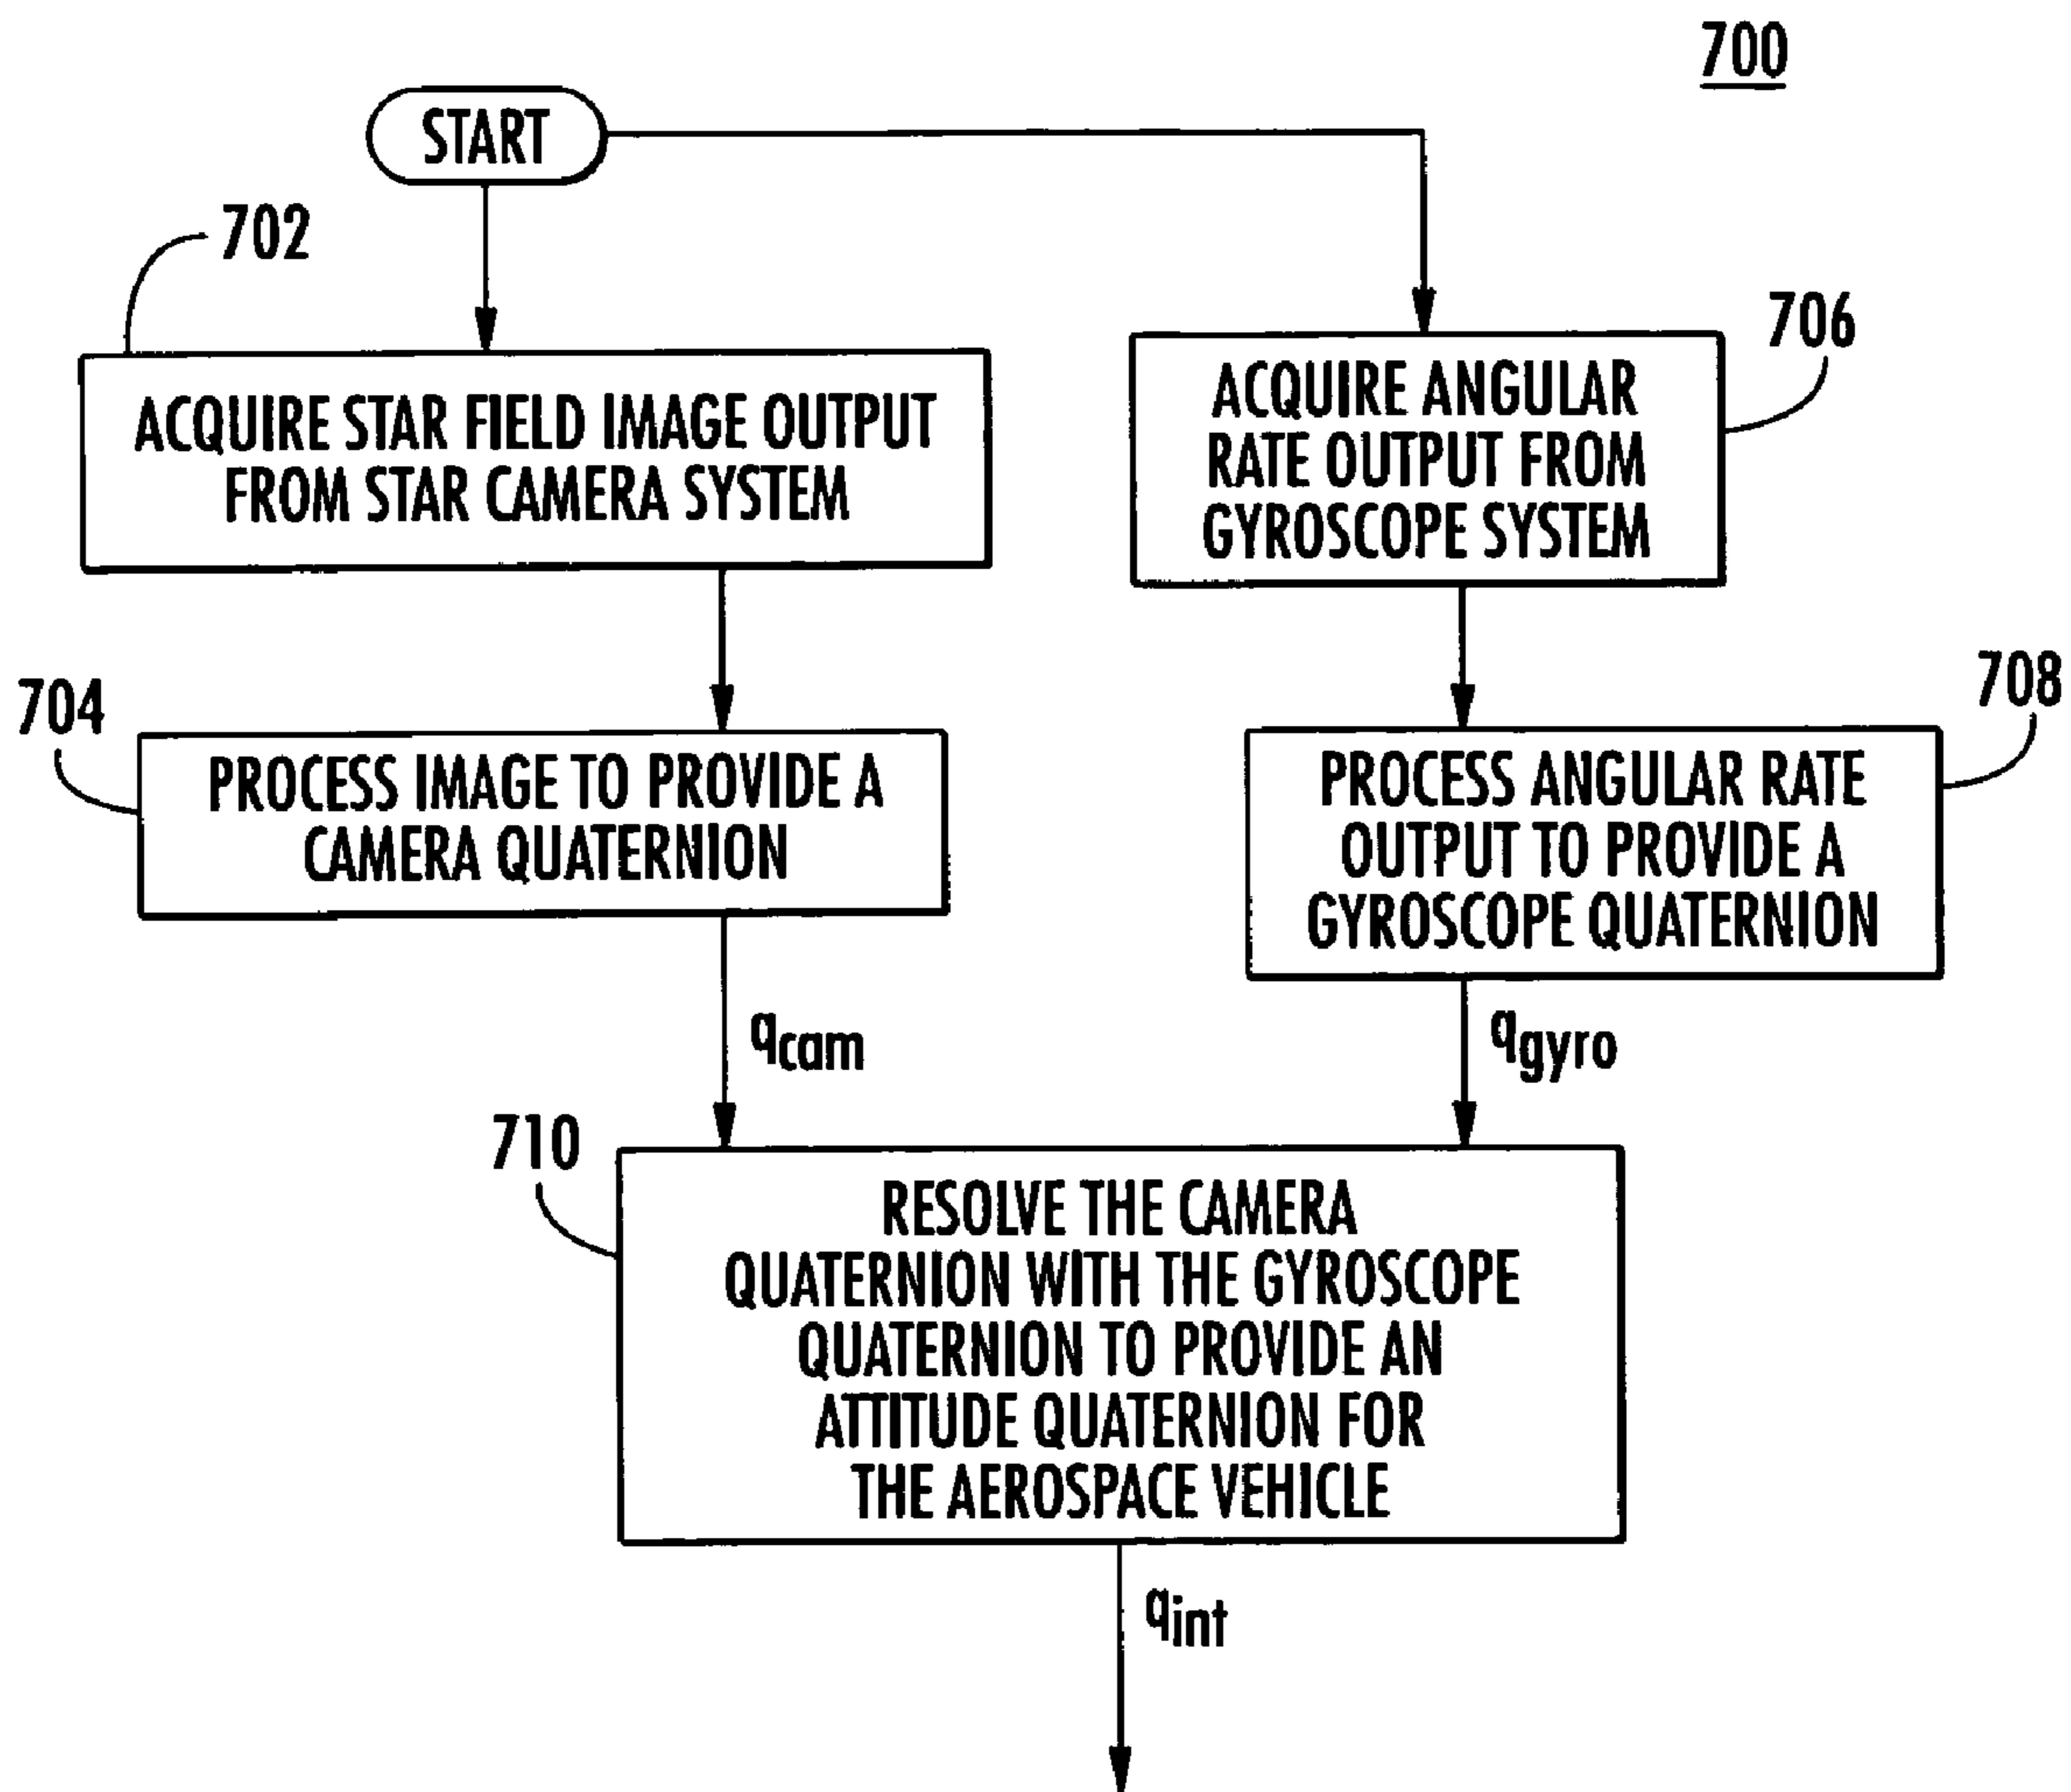 700
START
702
ACQUIRE STAR FIELD IMAGE OUTPUT
FROM STAR CAMERA SYSTEM
706
ACQUIRE ANGULAR
RATE OUTPUT FROM
GYROSCOPE SYSTEM
704
PROCESS IMAGE TO PROVIDE A
CAMERA QUATERNION
708
PROCESS ANGULAR RATE
OUTPUT TO PROVIDE A
GYROSCOPE QUATERNION
qcam
qgyro
710
RESOLVE THE CAMERA
QUATERNION WITH THE GYROSCOPE
QUATERNION TO PROVIDE AN
ATTITUDE QUATERNION FOR
THE AEROSPACE VEHICLE
qint